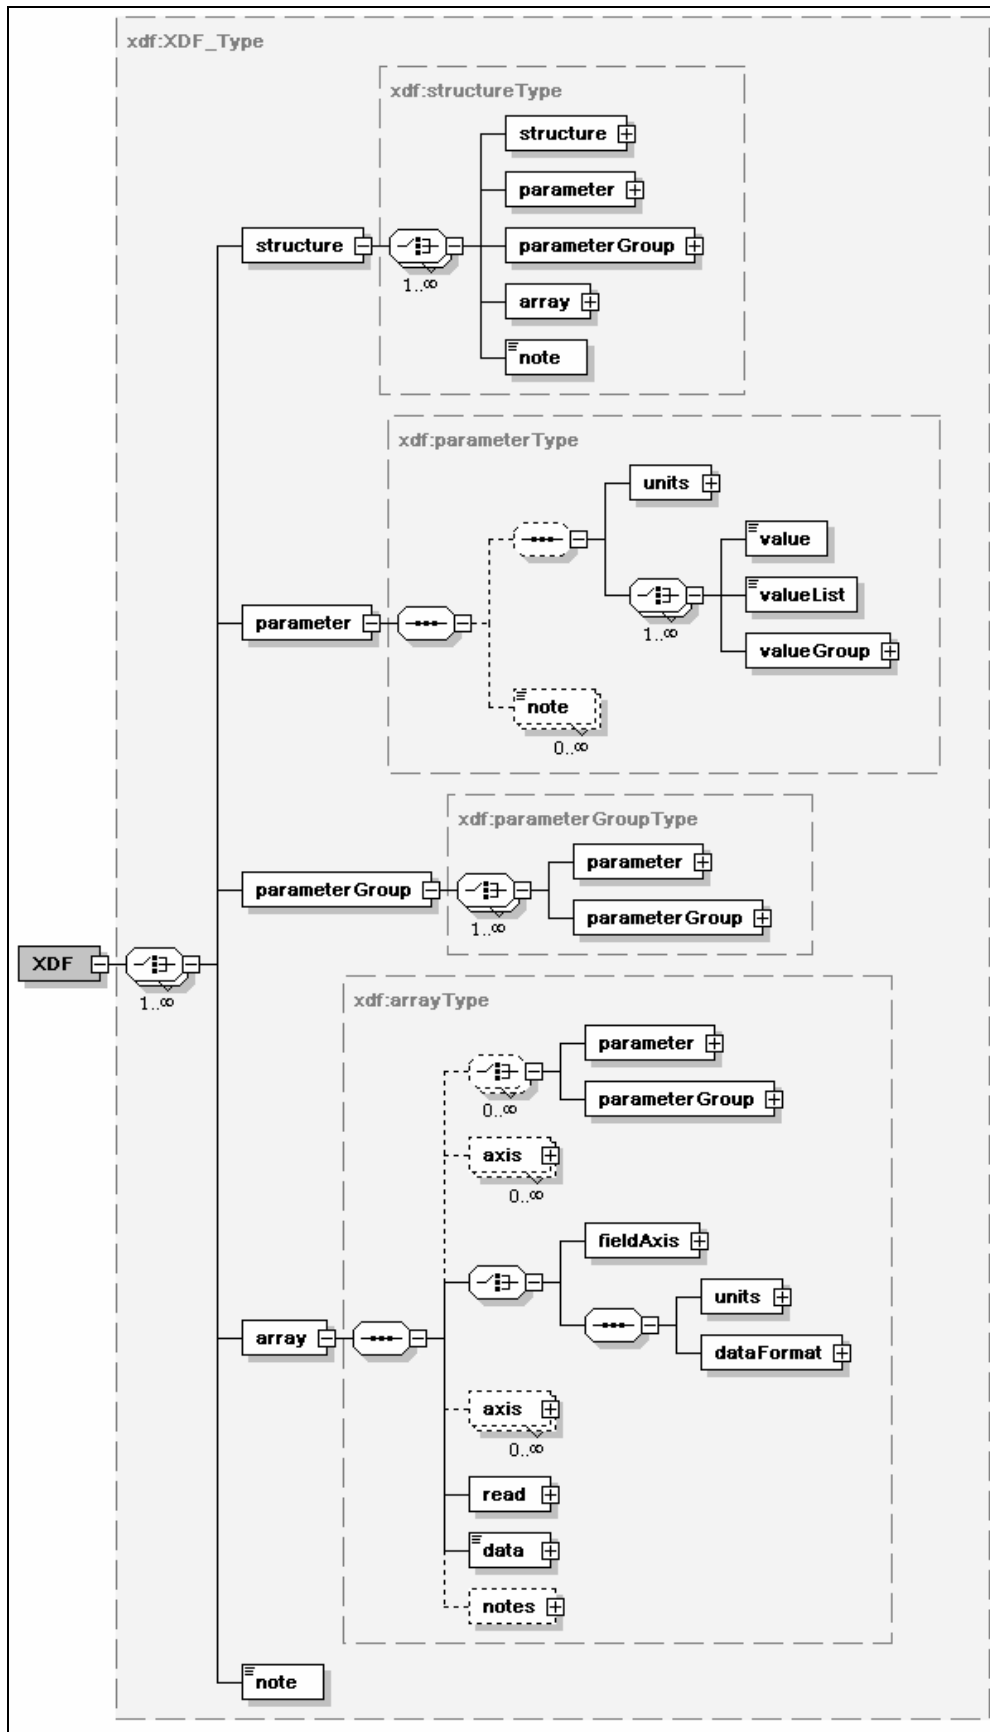 xdf:XDF_Type
xdf:structureType
structure
parameter
structure
parameterGroup
1..∞
array
note
xdf:parameterType
units
value
valueList
parameter
1..∞
valueGroup
note
0..∞
xdf:parameterGroupType
parameter
parameterGroup
parameterGroup
1..∞
XDF
1..∞
xdf:arrayType
parameter
parameterGroup
0..∞
axis
0..∞
fieldAxis
units
array
dataFormat
axis
0..∞
read
data
notes
note